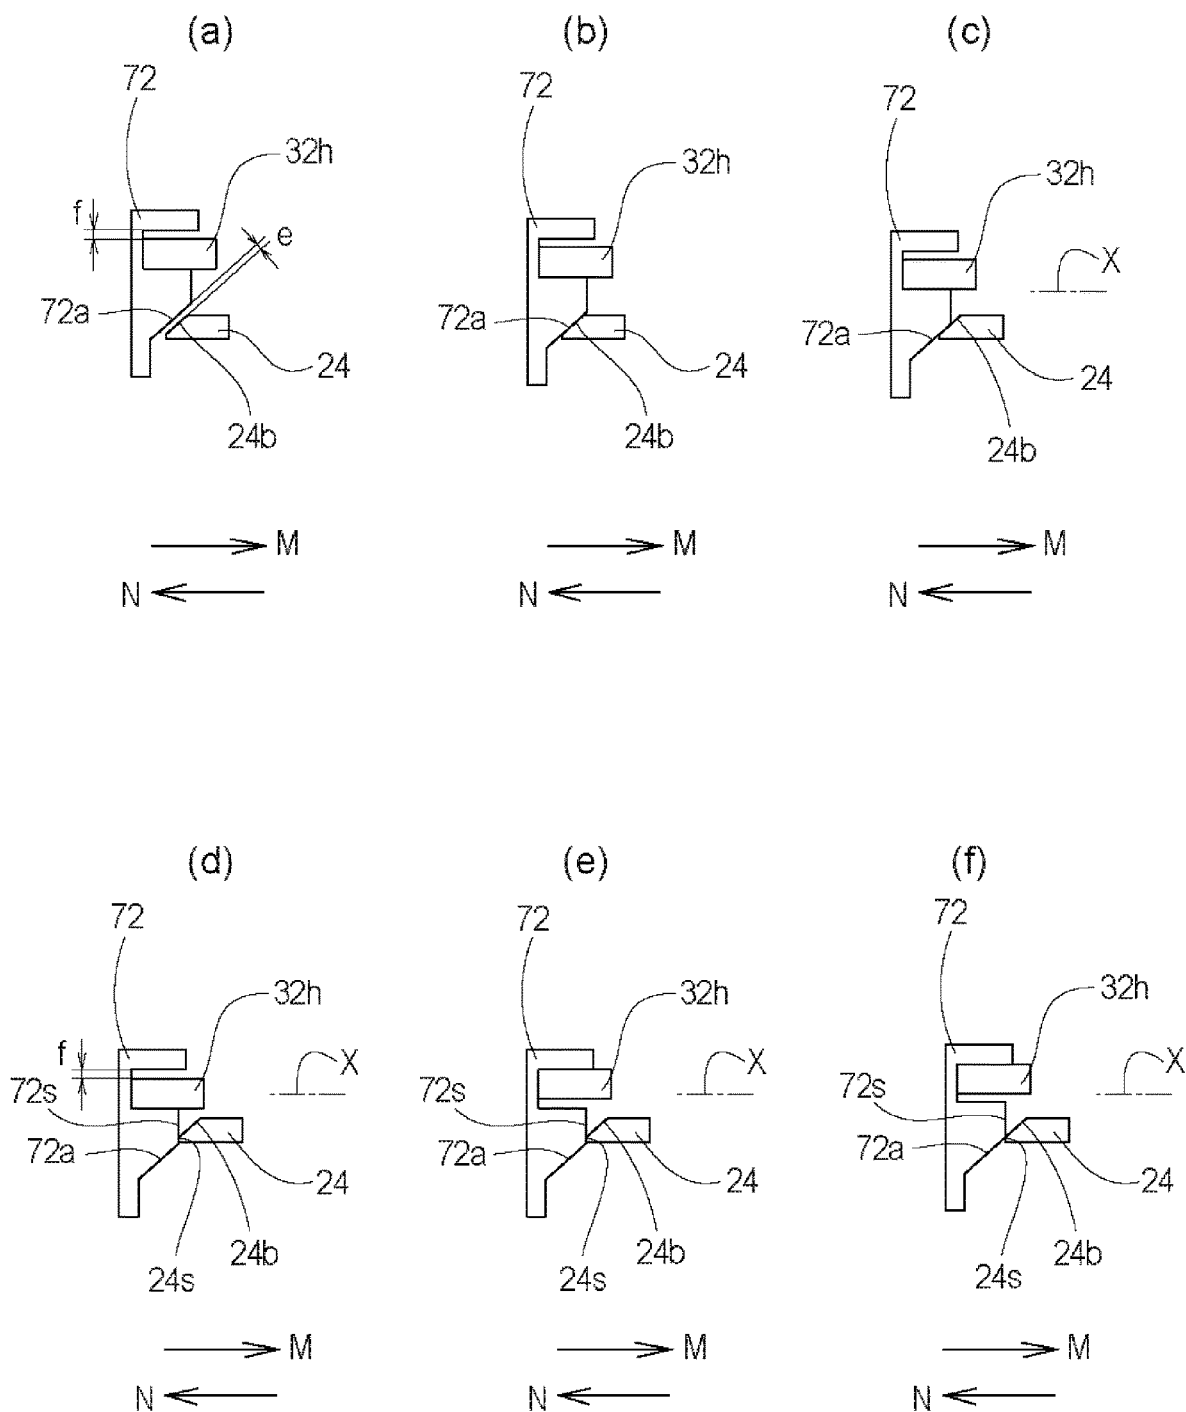 (a) (b) (c)
72 72 72
32h 32h 32h
f e X
72a 72a 72a
24 24 24
24b 24b 24b
M M M
N N N
(d) (e) (f)
72 72 72
32h 32h 32h
f X X X
72s 72s 72s
72a 72a 72a
24 24 24
24b 24b 24b
24s 24s 24s
M M M
N N N